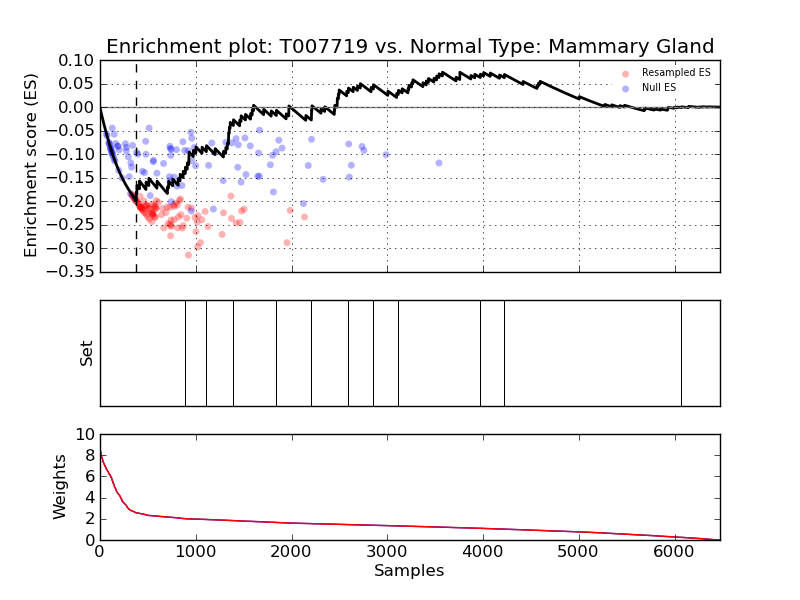 Enrichment plot: T007719 vs. Normal Type: Mammary Gland
Enrichment score (ES)
0.10
0.05
0.00
−0.05
−0.10
−0.15
−0.20
−0.25
−0.30
−0.35
Resampled ES
Null ES
Set
Weights
10
8
6
4
2
0
0 1000 2000 3000 4000 5000 6000
Samples